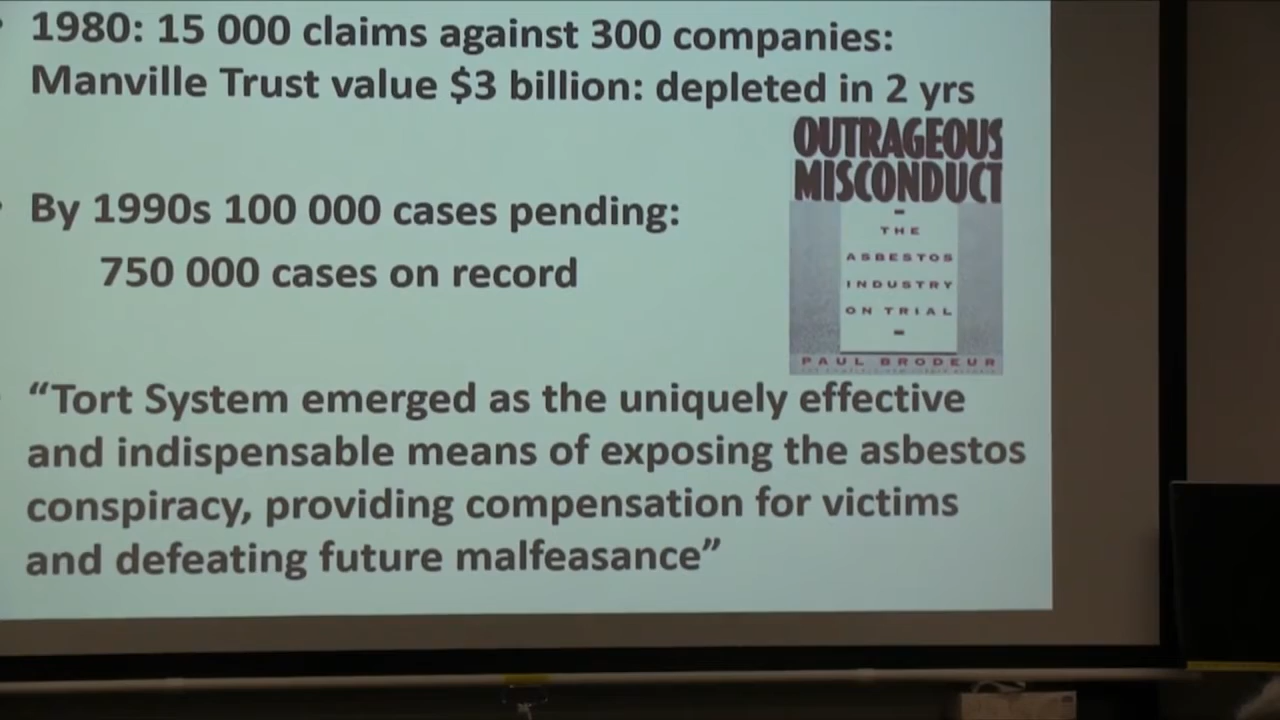 1980: 15 000 claims against 300 companies:
Manville Trust value $3 billion: depleted in 2 yrs
OUTRAGEOUS
MISCONDUCT
THE
ASBESTOS
INDUSTRY
ON TRIAL
PAUL BRODEUR
By 1990s 100 000 cases pending:
750 000 cases on record
“Tort System emerged as the uniquely effective
and indispensable means of exposing the asbestos
conspiracy, providing compensation for victims
and defeating future malfeasance”